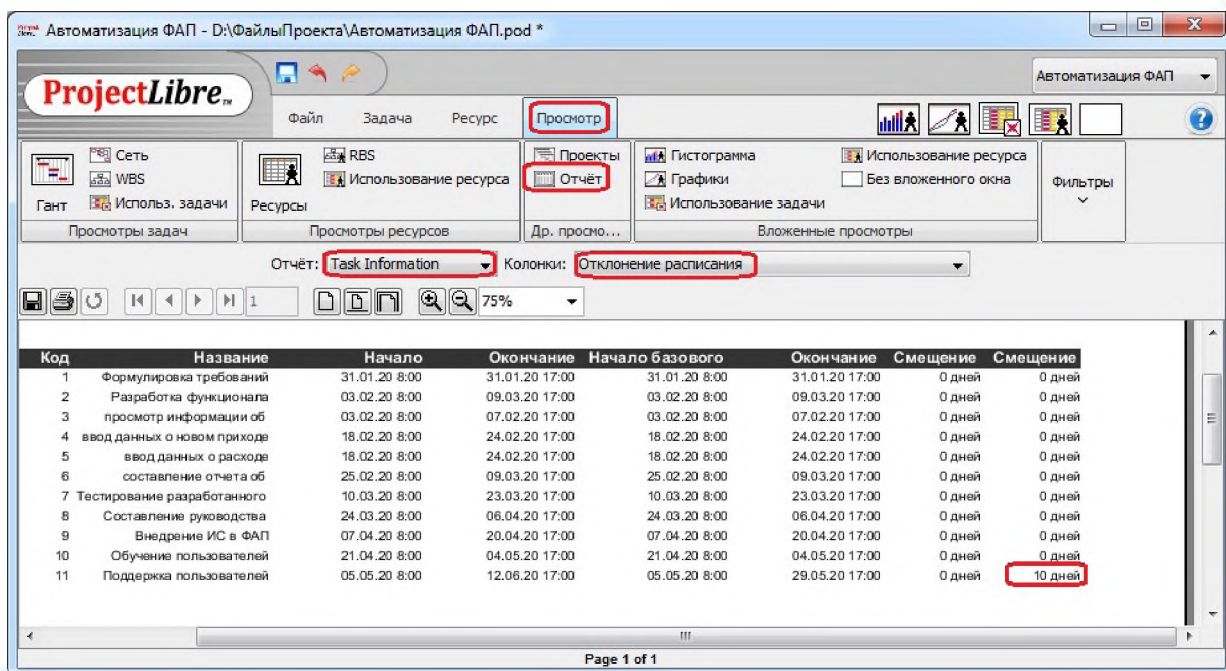 Автоматизация ФАП - D:\ФайлыПроекта\Автоматизация ФАП.pod *
ProjectLibre™
Автоматизация ФАП
Файл Задача Ресурс Просмотр
Сеть RBS Проекты Гистограмма Использование ресурса
WBS Использование ресурса Отчёт Графики Без вложенного окна Фильтры
Гант Использ. задачи Ресурсы Использование задачи
Просмотры задач Просмотры ресурсов Др. просмо... Вложенные просмотры
Отчёт: Task Information Колонки: Отклонение расписания
1 75%
Код Название Начало Окончание Начало базового Окончание Смещение Смещение
1 Формулировка требований 31.01.20 8:00 31.01.20 17:00 31.01.20 8:00 31.01.20 17:00 0 дней 0 дней
2 Разработка функционала 03.02.20 8:00 09.03.20 17:00 03.02.20 8:00 09.03.20 17:00 0 дней 0 дней
3 просмотр информации об 03.02.20 8:00 07.02.20 17:00 03.02.20 8:00 07.02.20 17:00 0 дней 0 дней
4 ввод данных о новом приходе 18.02.20 8:00 24.02.20 17:00 18.02.20 8:00 24.02.20 17:00 0 дней 0 дней
5 ввод данных о расходе 18.02.20 8:00 24.02.20 17:00 18.02.20 8:00 24.02.20 17:00 0 дней 0 дней
6 составление отчета об 25.02.20 8:00 09.03.20 17:00 25.02.20 8:00 09.03.20 17:00 0 дней 0 дней
7 Тестирование разработанного 10.03.20 8:00 23.03.20 17:00 10.03.20 8:00 23.03.20 17:00 0 дней 0 дней
8 Составление руководства 24.03.20 8:00 06.04.20 17:00 24.03.20 8:00 06.04.20 17:00 0 дней 0 дней
9 Внедрение ИС в ФАП 07.04.20 8:00 20.04.20 17:00 07.04.20 8:00 20.04.20 17:00 0 дней 0 дней
10 Обучение пользователей 21.04.20 8:00 04.05.20 17:00 21.04.20 8:00 04.05.20 17:00 0 дней 0 дней
11 Поддержка пользователей 05.05.20 8:00 12.06.20 17:00 05.05.20 8:00 29.05.20 17:00 0 дней 10 дней
Page 1 of 1